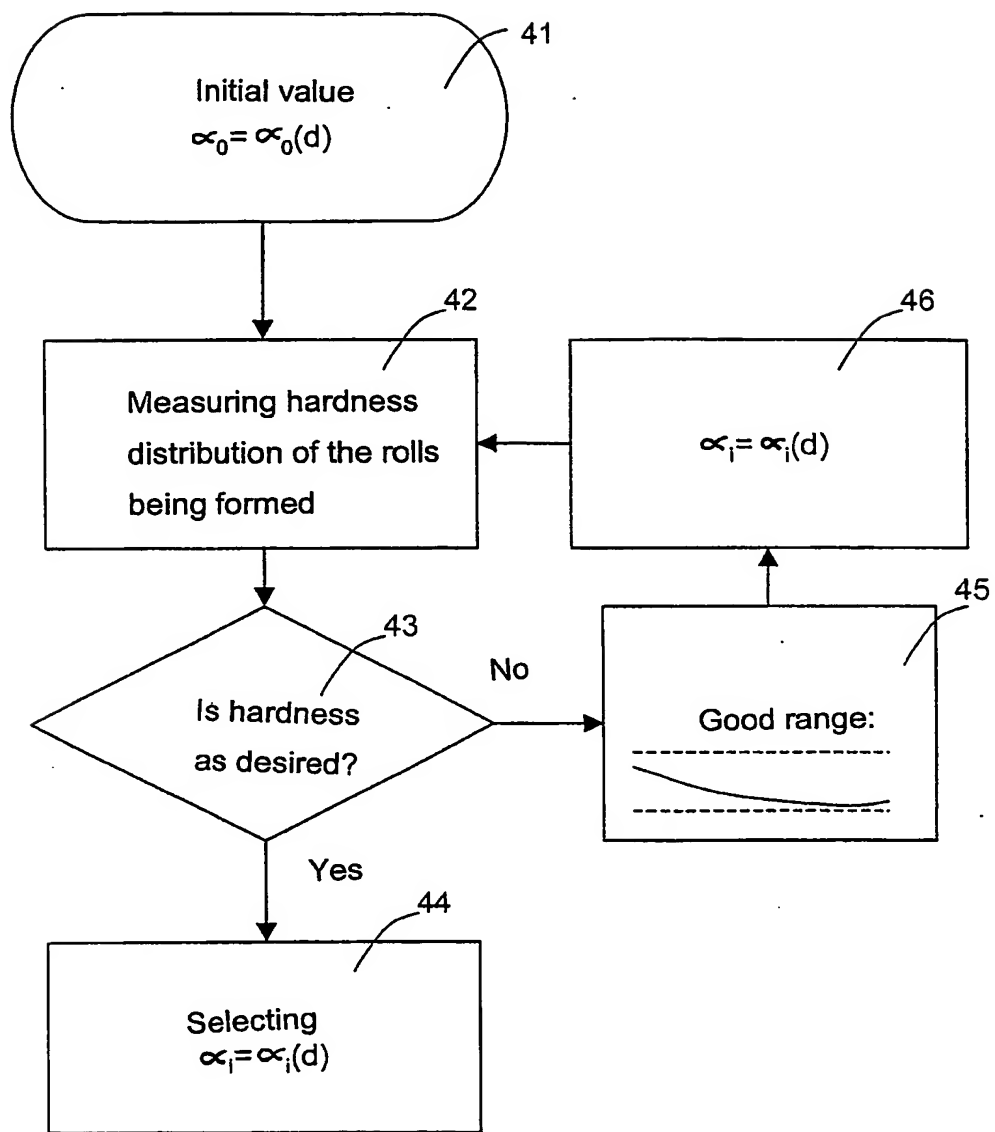 41
Initial value
∝₀= ∝₀(d)
42
46
Measuring hardness
distribution of the rolls
being formed
∝ᵢ= ∝ᵢ(d)
45
43
No
Is hardness
as desired?
Good range:
Yes
44
Selecting
∝ᵢ= ∝ᵢ(d)